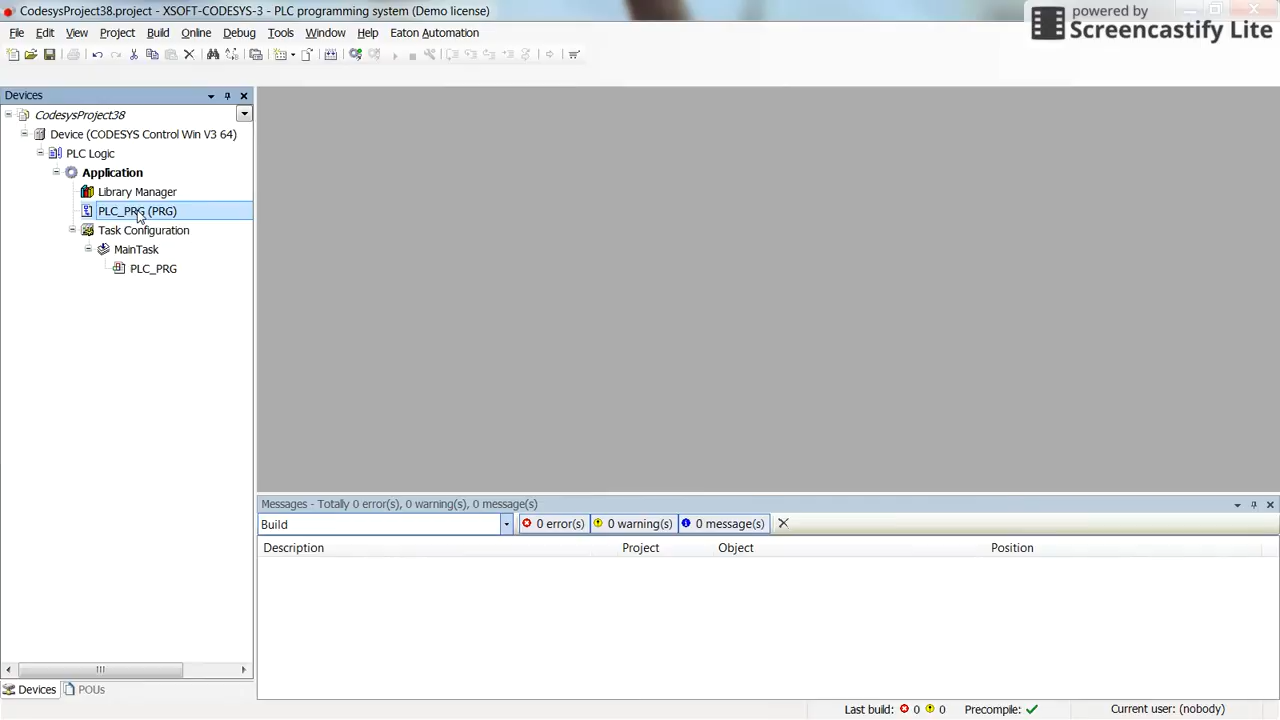 CodesysProject38.project - XSOFT-CODESYS-3 - PLC programming system (Demo license)
powered by
Screencastify Lite
File Edit View Project Build Online Debug Tools Window Help Eaton Automation
Devices
CodesysProject38
Device (CODESYS Control Win V3 64)
PLC Logic
Application
Library Manager
PLC_PRG (PRG)
Task Configuration
MainTask
PLC_PRG
Messages - Totally 0 error(s), 0 warning(s), 0 message(s)
Build 0 error(s) 0 warning(s) 0 message(s)
Description Project Object Position
Devices POUs
Last build: 0 0 Precompile: Current user: (nobody)